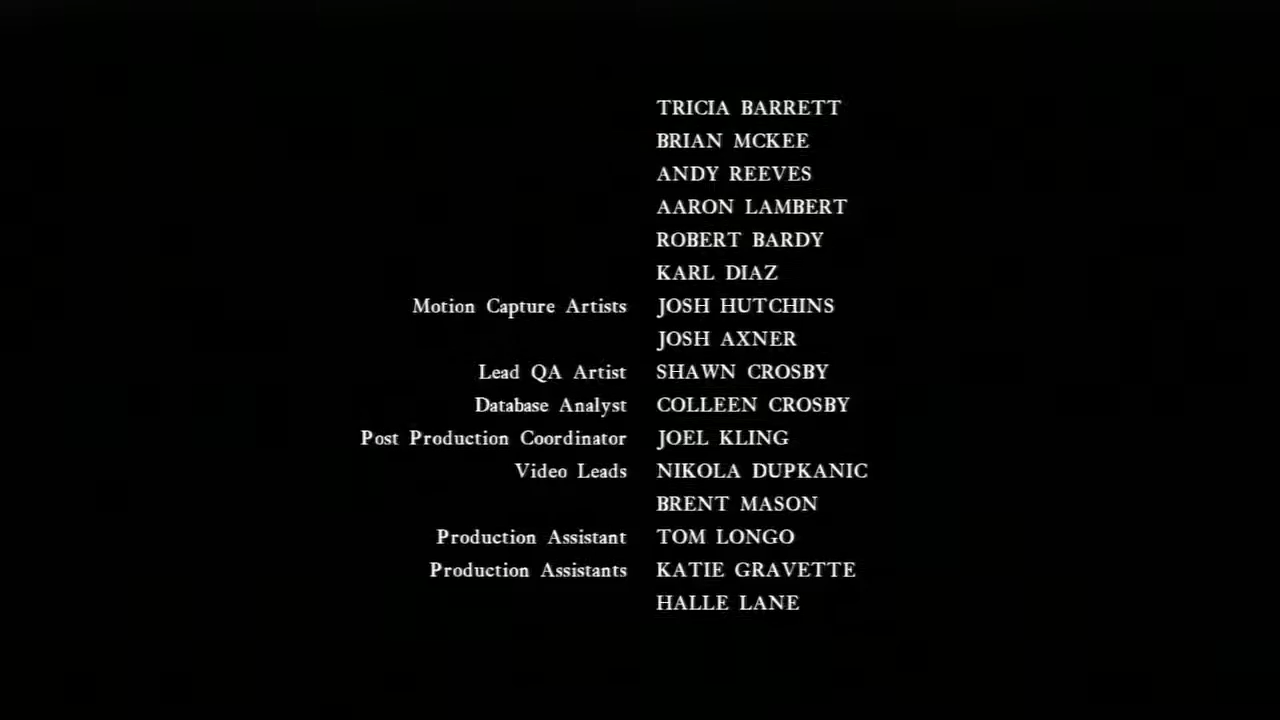 TRICIA BARRETT
BRIAN MCKEE
ANDY REEVES
AARON LAMBERT
ROBERT BARDY
KARL DIAZ
Motion Capture Artists JOSH HUTCHINS
JOSH AXNER
Lead QA Artist SHAWN CROSBY
Database Analyst COLLEEN CROSBY
Post Production Coordinator JOEL KLING
Video Leads NIKOLA DUPKANIC
BRENT MASON
Production Assistant TOM LONGO
Production Assistants KATIE GRAVETTE
HALLE LANE